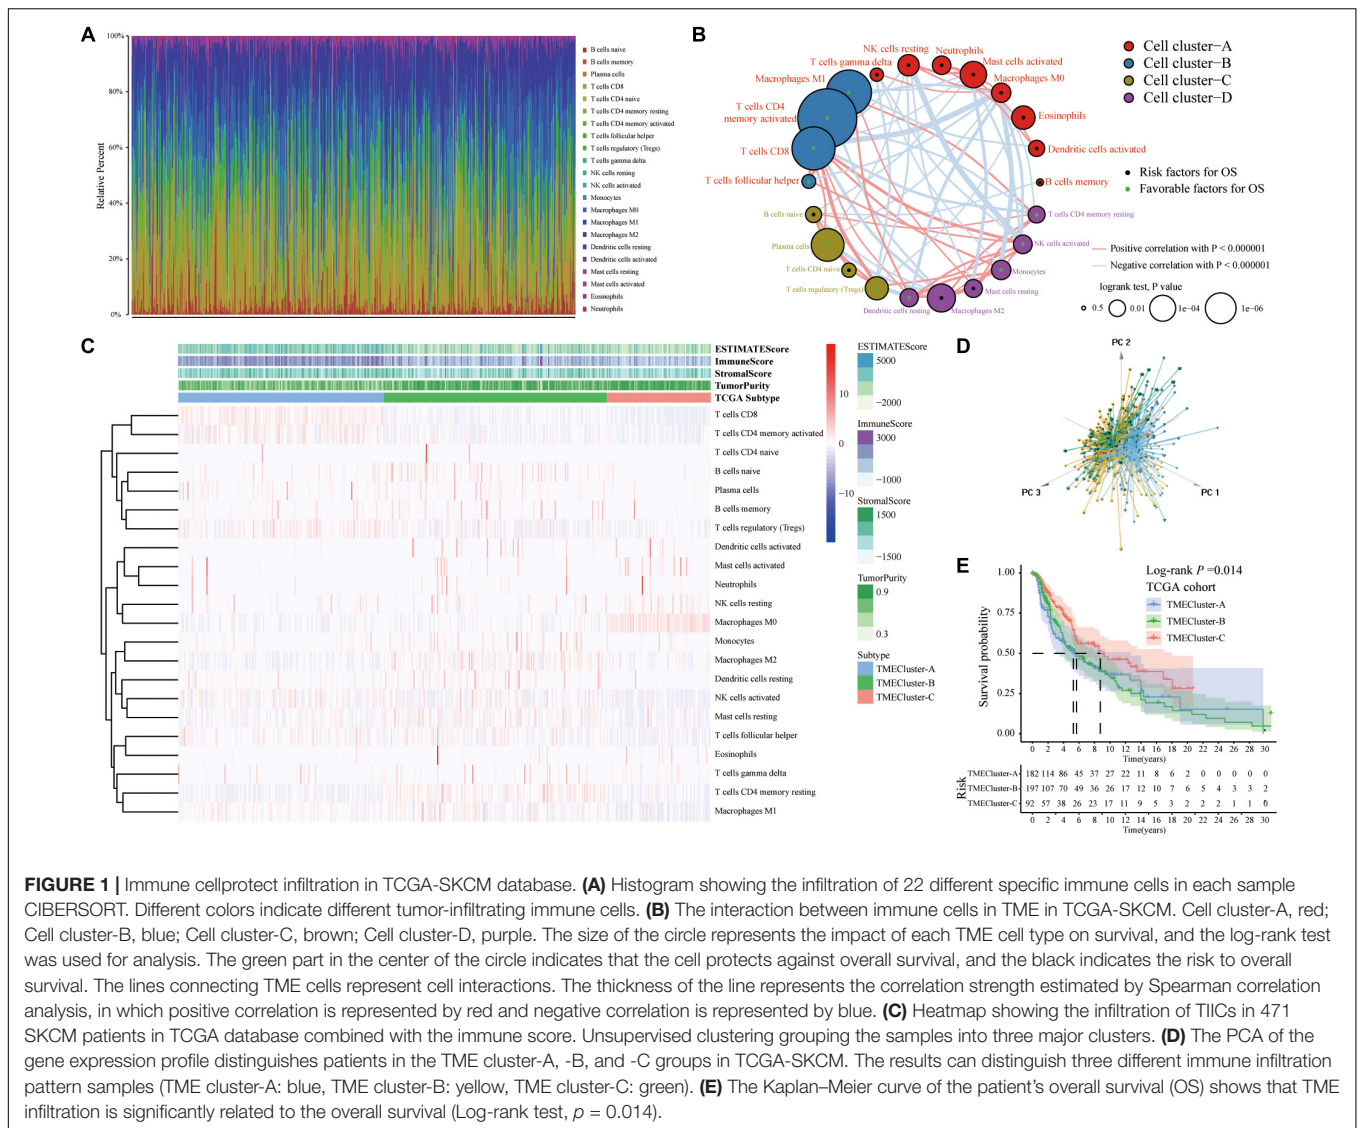 A
100%
80%
60%
40%
20%
0%
Relative Percent
B cells naive
B cells memory
Plasma cells
T cells CD8
T cells CD4 naive
T cells CD4 memory resting
T cells CD4 memory activated
T cells follicular helper
T cells regulatory (Tregs)
T cells gamma delta
NK cells resting
NK cells activated
Monocytes
Macrophages M0
Macrophages M1
Macrophages M2
Dendritic cells resting
Dendritic cells activated
Mast cells resting
Mast cells activated
Eosinophils
Neutrophils
B
NK cells resting
Neutrophils
T cells gamma delta
Mast cells activated
Macrophages M1
Macrophages M0
T cells CD4
memory activated
Eosinophils
T cells CD8
Dendritic cells activated
T cells follicular helper
B cells memory
B cells naive
T cells CD4 memory resting
Plasma cells
NK cells activated
T cells CD4 naive
Monocytes
T cells regulatory (Tregs)
Mast cells resting
Dendritic cells resting
Macrophages M2
Cell cluster−A
Cell cluster−B
Cell cluster−C
Cell cluster−D
Risk factors for OS
Favorable factors for OS
Positive correlation with P < 0.000001
Negative correlation with P < 0.000001
logrank test, P value
0.5 0.01 1e−04 1e−06
C
ESTIMATEScore
ImmuneScore
StromalScore
TumorPurity
TCGA Subtype
T cells CD8
T cells CD4 memory activated
T cells CD4 naive
B cells naive
Plasma cells
B cells memory
T cells regulatory (Tregs)
Dendritic cells activated
Mast cells activated
Neutrophils
NK cells resting
Macrophages M0
Monocytes
Macrophages M2
Dendritic cells resting
NK cells activated
Mast cells resting
T cells follicular helper
Eosinophils
T cells gamma delta
T cells CD4 memory resting
Macrophages M1
10
0
−10
ESTIMATEScore
5000
−2000
ImmuneScore
3000
−1000
StromalScore
1500
−1500
TumorPurity
0.9
0.3
Subtype
TMECluster−A
TMECluster−B
TMECluster−C
D
PC 2
PC 3
PC 1
E
Log-rank P =0.014
TCGA cohort
TMECluster-A
TMECluster-B
TMECluster-C
Survival probability
1.00
0.75
0.50
0.25
0.00
0 2 4 6 8 10 12 14 16 18 20 22 24 26 28 30
Time(years)
Risk
TMECluster-A 182 114 86 45 37 27 22 11 8 6 2 0 0 0 0 0
TMECluster-B 197 107 70 49 36 26 17 12 10 7 6 5 4 3 3 2
TMECluster-C 92 57 38 26 23 17 11 9 5 3 2 2 2 1 1 0
0 2 4 6 8 10 12 14 16 18 20 22 24 26 28 30
Time(years)
FIGURE 1 | Immune cellprotect infiltration in TCGA-SKCM database. (A) Histogram showing the infiltration of 22 different specific immune cells in each sample
CIBERSORT. Different colors indicate different tumor-infiltrating immune cells. (B) The interaction between immune cells in TME in TCGA-SKCM. Cell cluster-A, red;
Cell cluster-B, blue; Cell cluster-C, brown; Cell cluster-D, purple. The size of the circle represents the impact of each TME cell type on survival, and the log-rank test
was used for analysis. The green part in the center of the circle indicates that the cell protects against overall survival, and the black indicates the risk to overall
survival. The lines connecting TME cells represent cell interactions. The thickness of the line represents the correlation strength estimated by Spearman correlation
analysis, in which positive correlation is represented by red and negative correlation is represented by blue. (C) Heatmap showing the infiltration of TIICs in 471
SKCM patients in TCGA database combined with the immune score. Unsupervised clustering grouping the samples into three major clusters. (D) The PCA of the
gene expression profile distinguishes patients in the TME cluster-A, -B, and -C groups in TCGA-SKCM. The results can distinguish three different immune infiltration
pattern samples (TME cluster-A: blue, TME cluster-B: yellow, TME cluster-C: green). (E) The Kaplan–Meier curve of the patient's overall survival (OS) shows that TME
infiltration is significantly related to the overall survival (Log-rank test, p = 0.014).